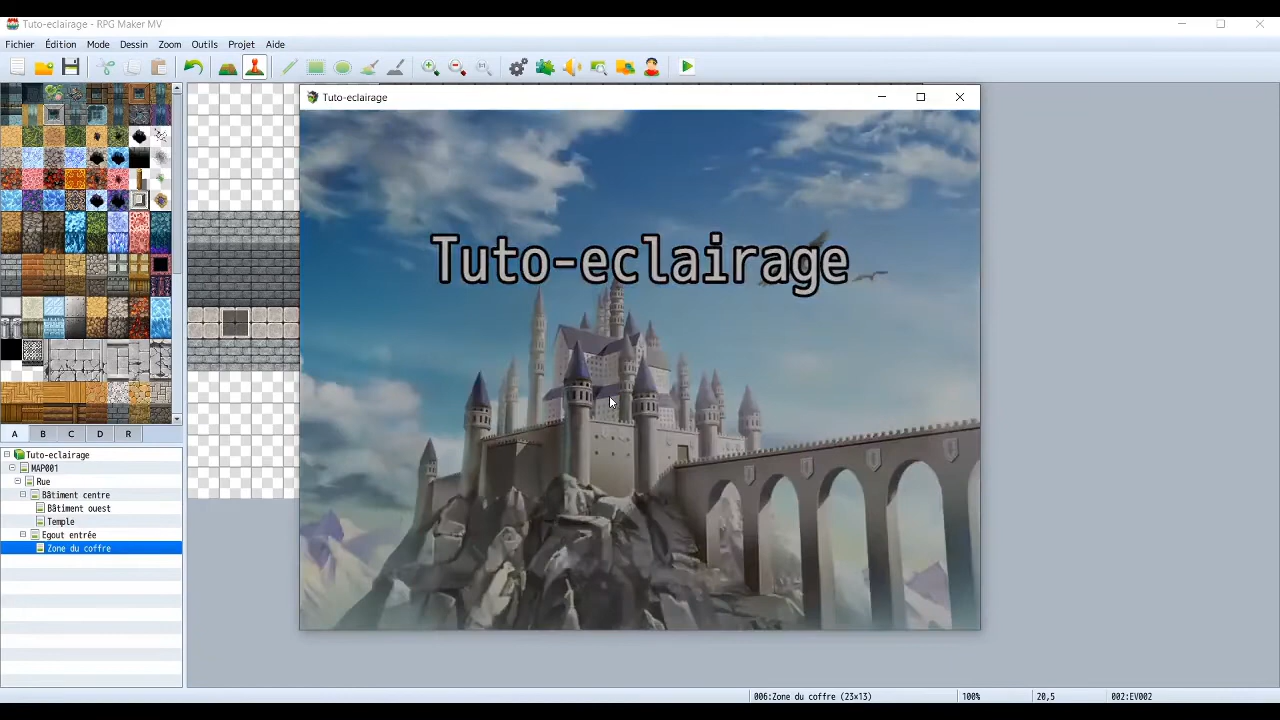 Tuto-eclairage - RPG Maker MV
Fichier Édition Mode Dessin Zoom Outils Projet Aide
Tuto-eclairage
Tuto-eclairage
A B C D R
Tuto-eclairage
MAP001
Rue
Bâtiment centre
Bâtiment ouest
Temple
Egout entrée
Zone du coffre
006:Zone du coffre (23x13) 100% 20,5 002:EV002